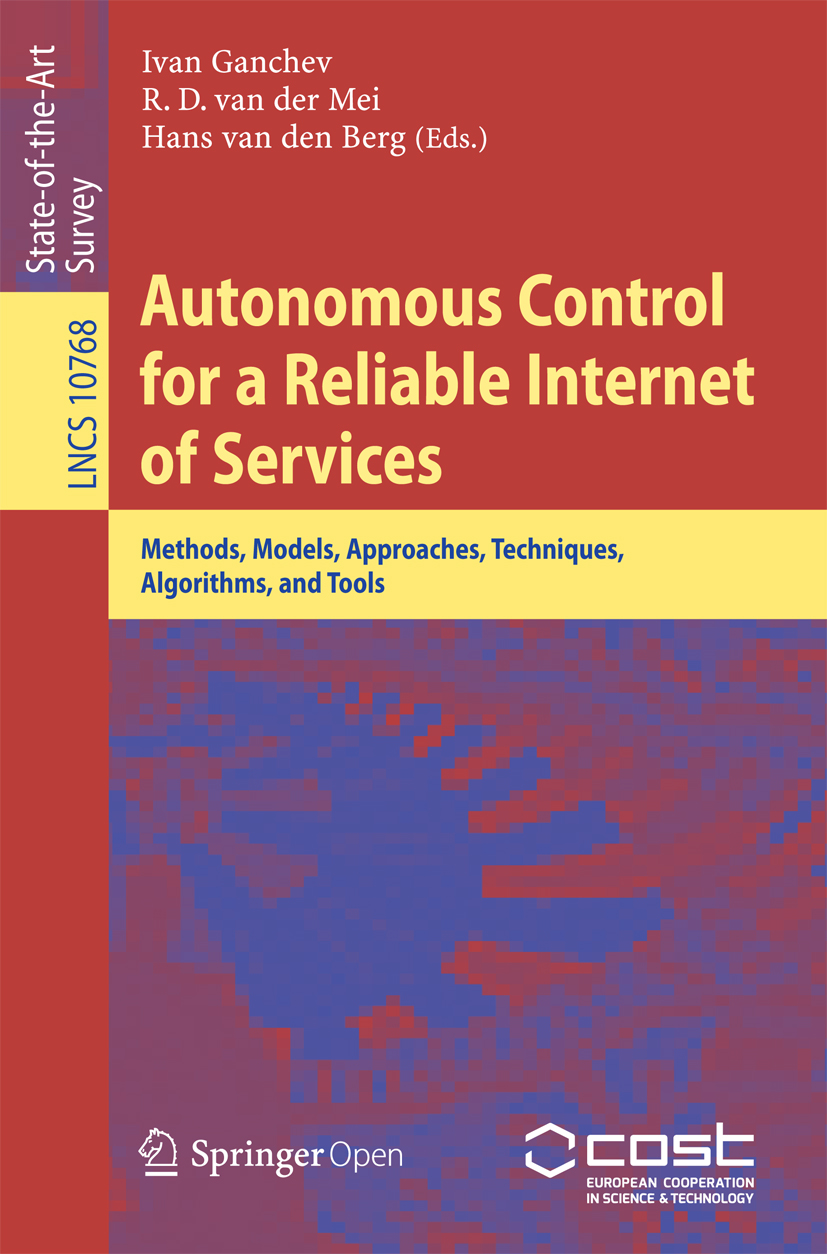 Ivan Ganchev
R. D. van der Mei
Hans van den Berg (Eds.)
State-of-the-Art
Survey
LNCS 10768
Autonomous Control
for a Reliable Internet
of Services
Methods, Models, Approaches, Techniques,
Algorithms, and Tools
Springer Open
cost
EUROPEAN COOPERATION
IN SCIENCE & TECHNOLOGY